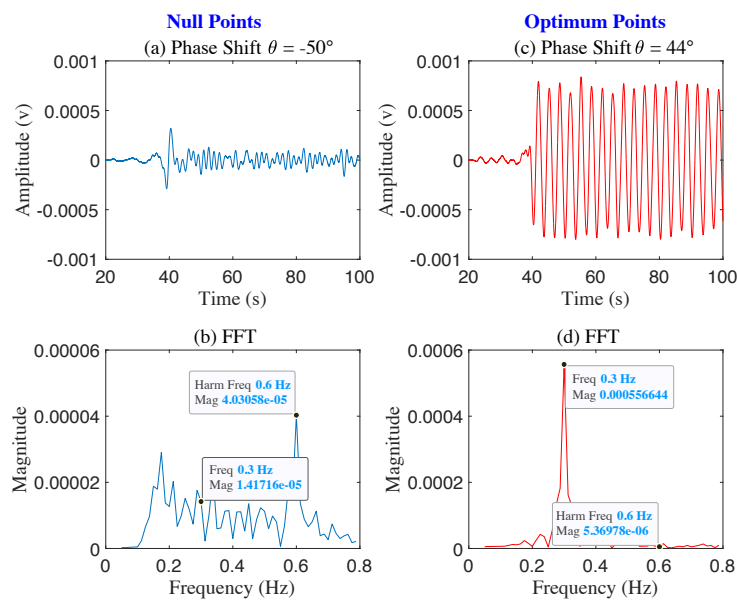 Null Points
(a) Phase Shift θ = -50°
0.001
0.0005
0
-0.0005
-0.001
Amplitude (v)
20 40 60 80 100
Time (s)
Optimum Points
(c) Phase Shift θ = 44°
0.001
0.0005
0
-0.0005
-0.001
Amplitude (v)
20 40 60 80 100
Time (s)
(b) FFT
0.00006
0.00004
0.00002
0
Magnitude
Harm Freq 0.6 Hz
Mag 4.03058e-05
Freq 0.3 Hz
Mag 1.41716e-05
0 0.2 0.4 0.6 0.8
Frequency (Hz)
(d) FFT
0.0006
0.0004
0.0002
0
Magnitude
Freq 0.3 Hz
Mag 0.000556644
Harm Freq 0.6 Hz
Mag 5.36978e-06
0 0.2 0.4 0.6 0.8
Frequency (Hz)